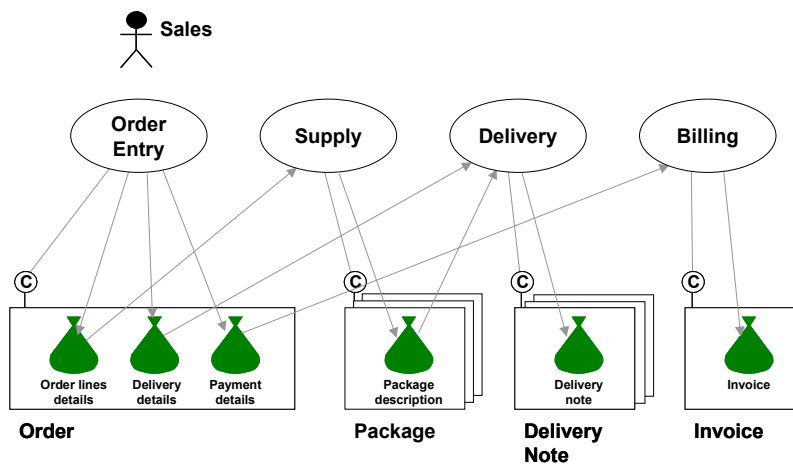 Sales
Order
Entry
Supply
Delivery
Billing
C
C
C
C
Order lines
details
Delivery
details
Payment
details
Package
description
Delivery
note
Invoice
Order
Package
Delivery
Note
Invoice